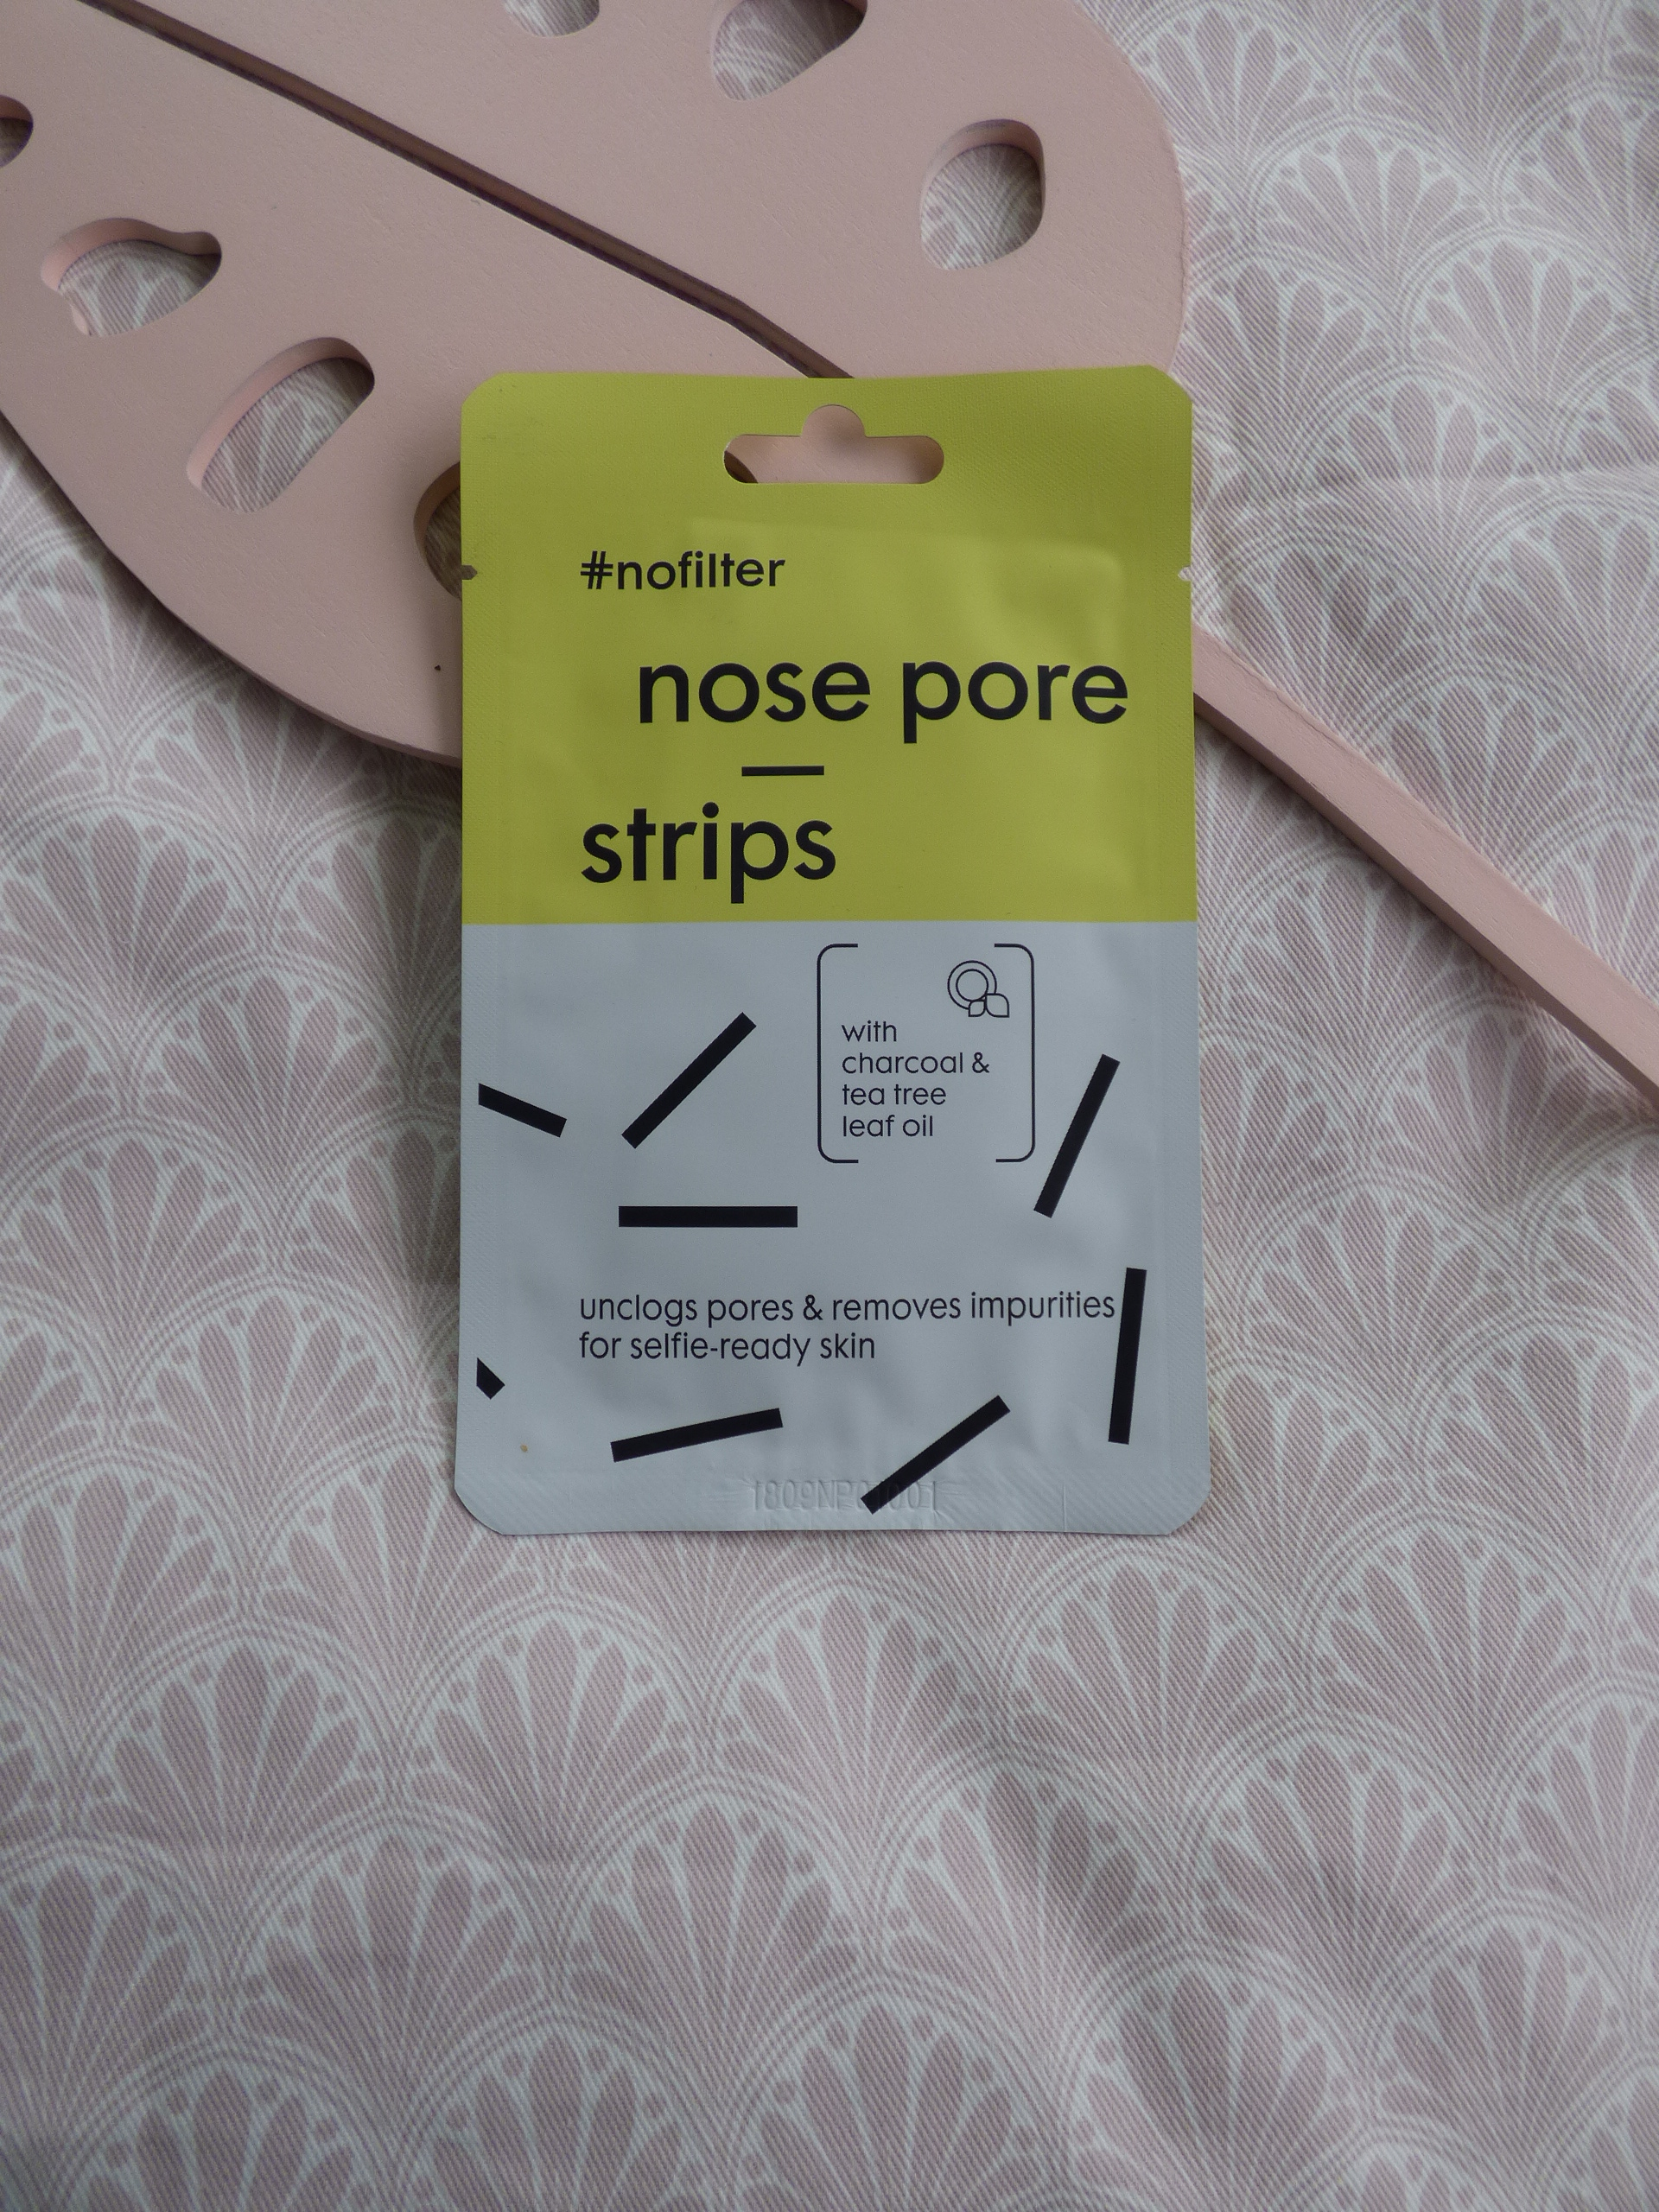 #nofilter
nose pore
strips
with
charcoal &
tea tree
leaf oil
unclogs pores & removes impurities
for selfie-ready skin